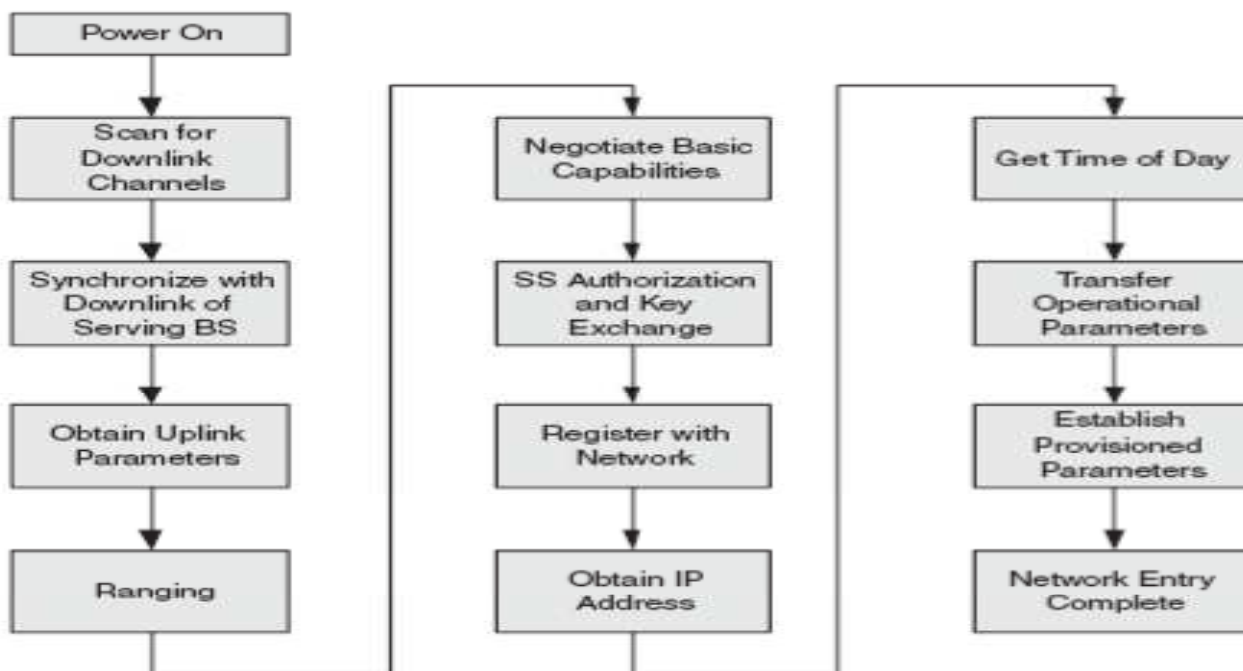 Power On
Scan for
Downlink
Channels
Synchronize with
Downlink of
Serving BS
Obtain Uplink
Parameters
Ranging
Negotiate Basic
Capabilities
SS Authorization
and Key
Exchange
Register with
Network
Obtain IP
Address
Get Time of Day
Transfer
Operational
Parameters
Establish
Provisioned
Parameters
Network Entry
Complete